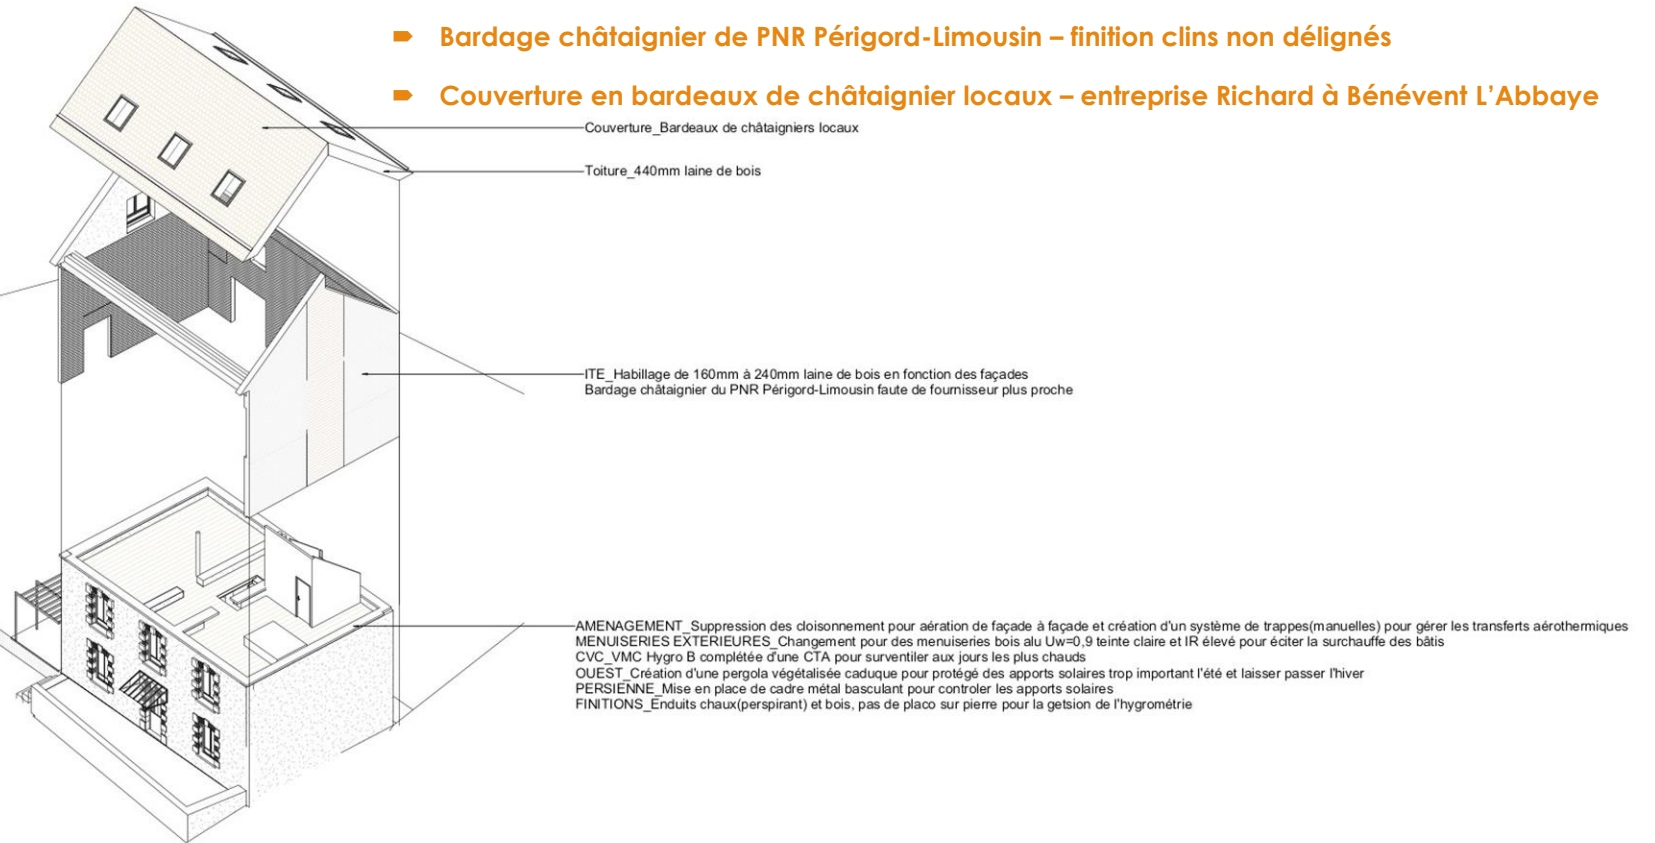 Bardage châtaignier de PNR Périgord-Limousin – finition clins non délignés
Couverture en bardeaux de châtaignier locaux – entreprise Richard à Bénévent L'Abbaye
Couverture_Bardeaux de châtaigniers locaux
Toiture_440mm laine de bois
ITE_Habillage de 160mm à 240mm laine de bois en fonction des façades
Bardage châtaignier du PNR Périgord-Limousin faute de fournisseur plus proche
AMENAGEMENT_Suppression des cloisonnement pour aération de façade à façade et création d'un système de trappes(manuelles) pour gérer les transferts aérothermiques
MENUISERIES EXTERIEURES_Changement pour des menuiseries bois alu Uw=0,9 teinte claire et IR élevé pour éciter la surchauffe des bâtis
CVC_VMC Hygro B complétée d'une CTA pour surventiler aux jours les plus chauds
OUEST_Création d'une pergola végétalisée caduque pour protégé des apports solaires trop important l'été et laisser passer l'hiver
PERSIENNE_Mise en place de cadre métal basculant pour controler les apports solaires
FINITIONS_Enduits chaux(perspirant) et bois, pas de placo sur pierre pour la getsion de l'hygrométrie